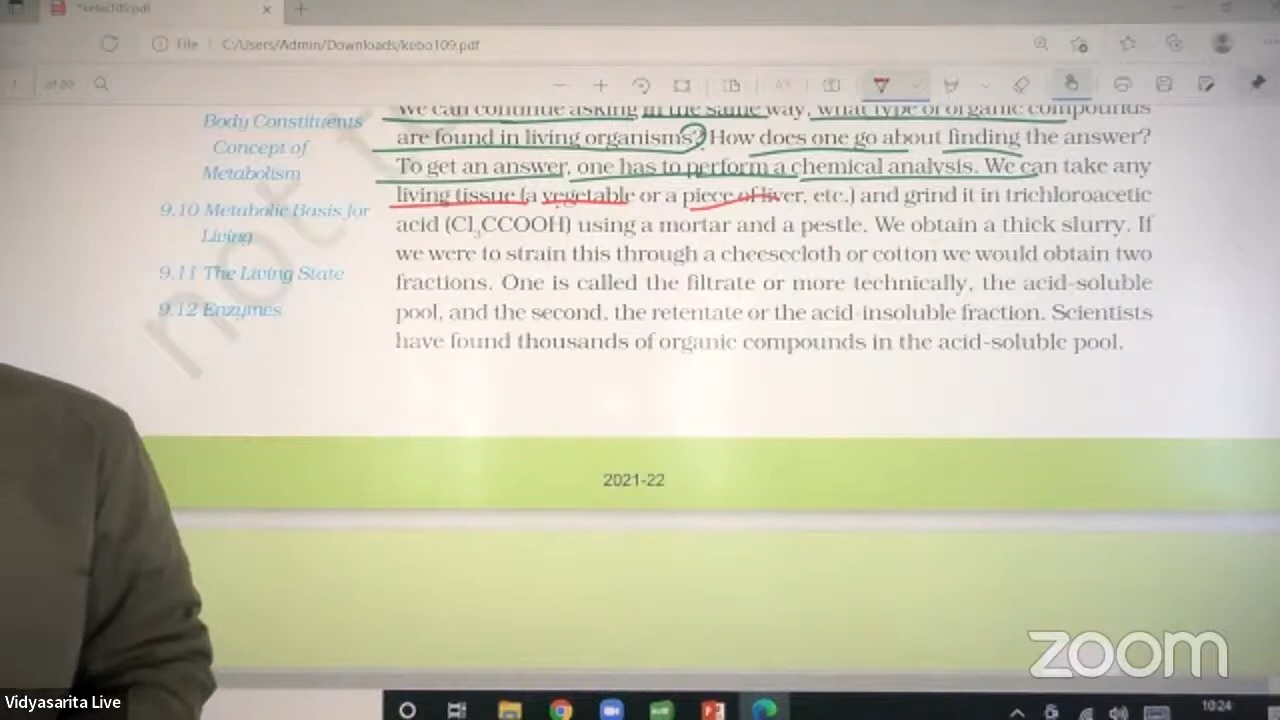 *kebo109.pdf
File
C:/Users/Admin/Downloads/kebo109.pdf
1 of 80
Body Constituents
Concept of
Metabolism
9.10 Metabolic Basis for
Living
9.11 The Living State
9.12 Enzymes
We can continue asking in the same way, what type of organic compounds
are found in living organisms? How does one go about finding the answer?
To get an answer, one has to perform a chemical analysis. We can take any
living tissue (a vegetable or a piece of liver, etc.) and grind it in trichloroacetic
acid (Cl₃CCOOH) using a mortar and a pestle. We obtain a thick slurry. If
we were to strain this through a cheesecloth or cotton we would obtain two
fractions. One is called the filtrate or more technically, the acid-soluble
pool, and the second, the retentate or the acid-insoluble fraction. Scientists
have found thousands of organic compounds in the acid-soluble pool.
not t
2021-22
zoom
Vidyasarita Live
10:24